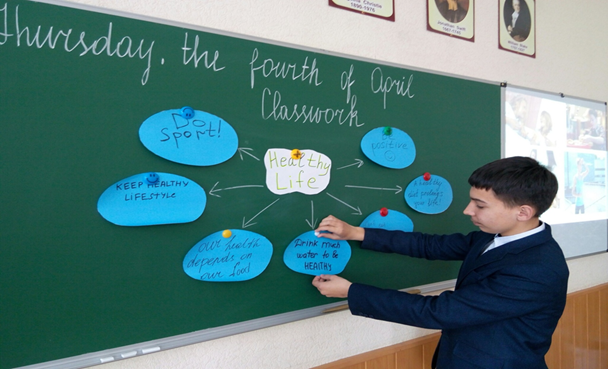 Thursday, the fourth of April
Classwork
Do
Sport!
KEEP HEALTHY
LIFESTYLE
Our health
depends on
our food
Healthy
Life
Drink much
water to be
HEALTHY
positive